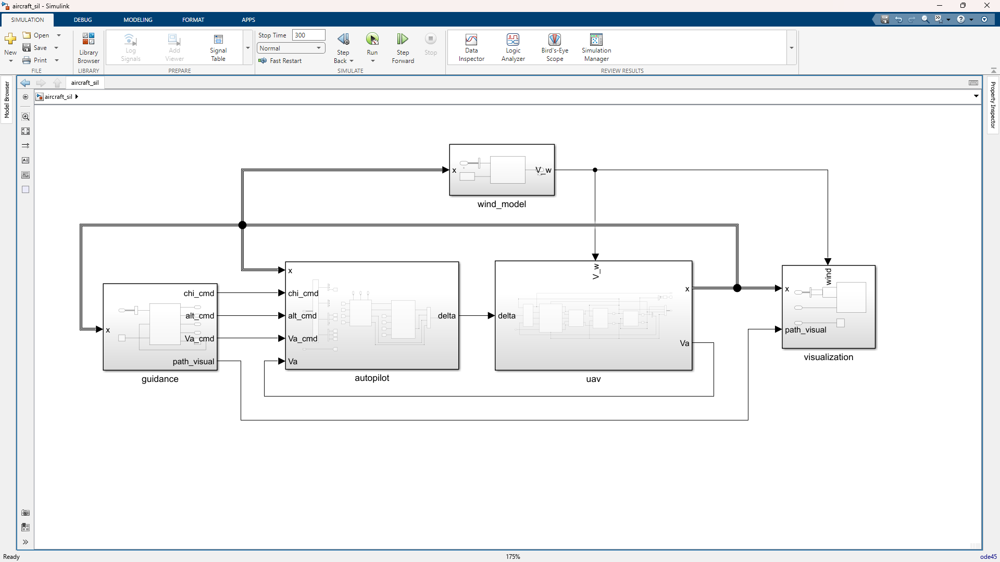 aircraft_sil - Simulink
SIMULATION
DEBUG
MODELING
FORMAT
APPS
New
Open
Save
Print
FILE
Library
Browser
LIBRARY
Log
Signals
Add
Viewer
Signal
Table
PREPARE
Stop Time
300
Normal
Fast Restart
Step
Back
Run
Step
Forward
Stop
SIMULATE
Data
Inspector
Logic
Analyzer
Bird's-Eye
Scope
Simulation
Manager
REVIEW RESULTS
Model Browser
Property Inspector
aircraft_sil
aircraft_sil
x
V_w
wind_model
x
chi_cmd
alt_cmd
Va_cmd
path_visual
guidance
x
chi_cmd
alt_cmd
Va_cmd
Va
delta
autopilot
V_w
delta
x
Va
uav
wind
x
path_visual
visualization
Ready
175%
ode45